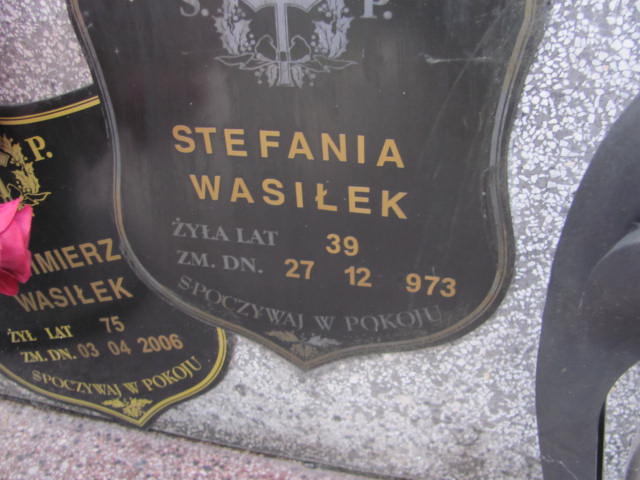 Ś. P.
STEFANIA
WASIŁEK
ŻYŁA LAT 39
ZM. DN. 27 12 973
SPOCZYWAJ W POKOJU
P.
IMIERZ
WASIŁEK
ŻYŁ LAT 75
ZM. DN. 03 04 2006
SPOCZYWAJ W POKOJU